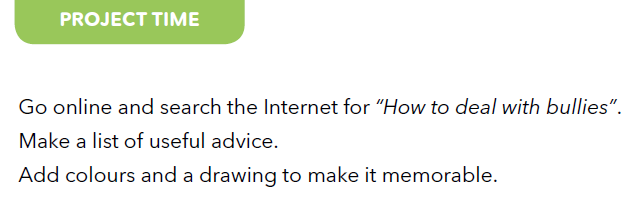 PROJECT TIME
Go online and search the Internet for “How to deal with bullies”.
Make a list of useful advice.
Add colours and a drawing to make it memorable.